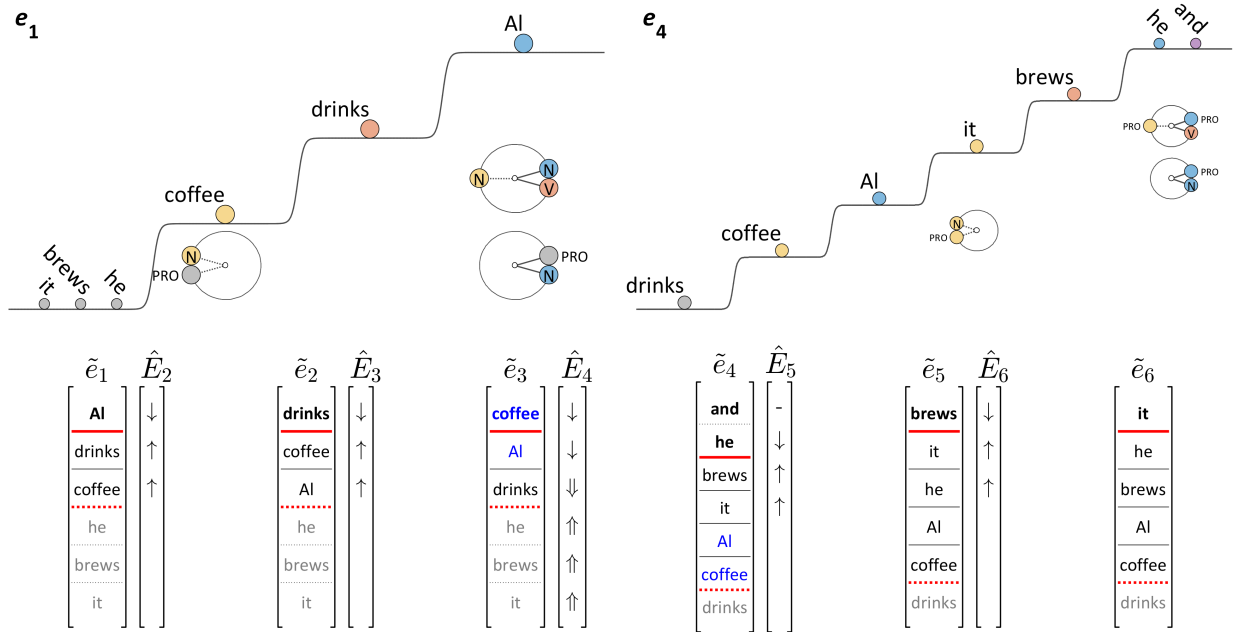 e1
Al
drinks
coffee
it
brews
he
N
PRO
N
N
V
PRO
N
e4
he
and
brews
it
Al
coffee
drinks
PRO
PRO
V
PRO
N
N
PRO
ẽ1 Ê2
Al ↓
drinks ↑
coffee ↑
he
brews
it
ẽ2 Ê3
drinks ↓
coffee ↑
Al ↑
he
brews
it
ẽ3 Ê4
coffee ↓
Al ↓
drinks ⇓
he ⇑
brews ⇑
it ⇑
ẽ4 Ê5
and -
he ↓
brews ↑
it ↑
Al
coffee
drinks
ẽ5 Ê6
brews ↓
it ↑
he ↑
Al
coffee
drinks
ẽ6
it
he
brews
Al
coffee
drinks